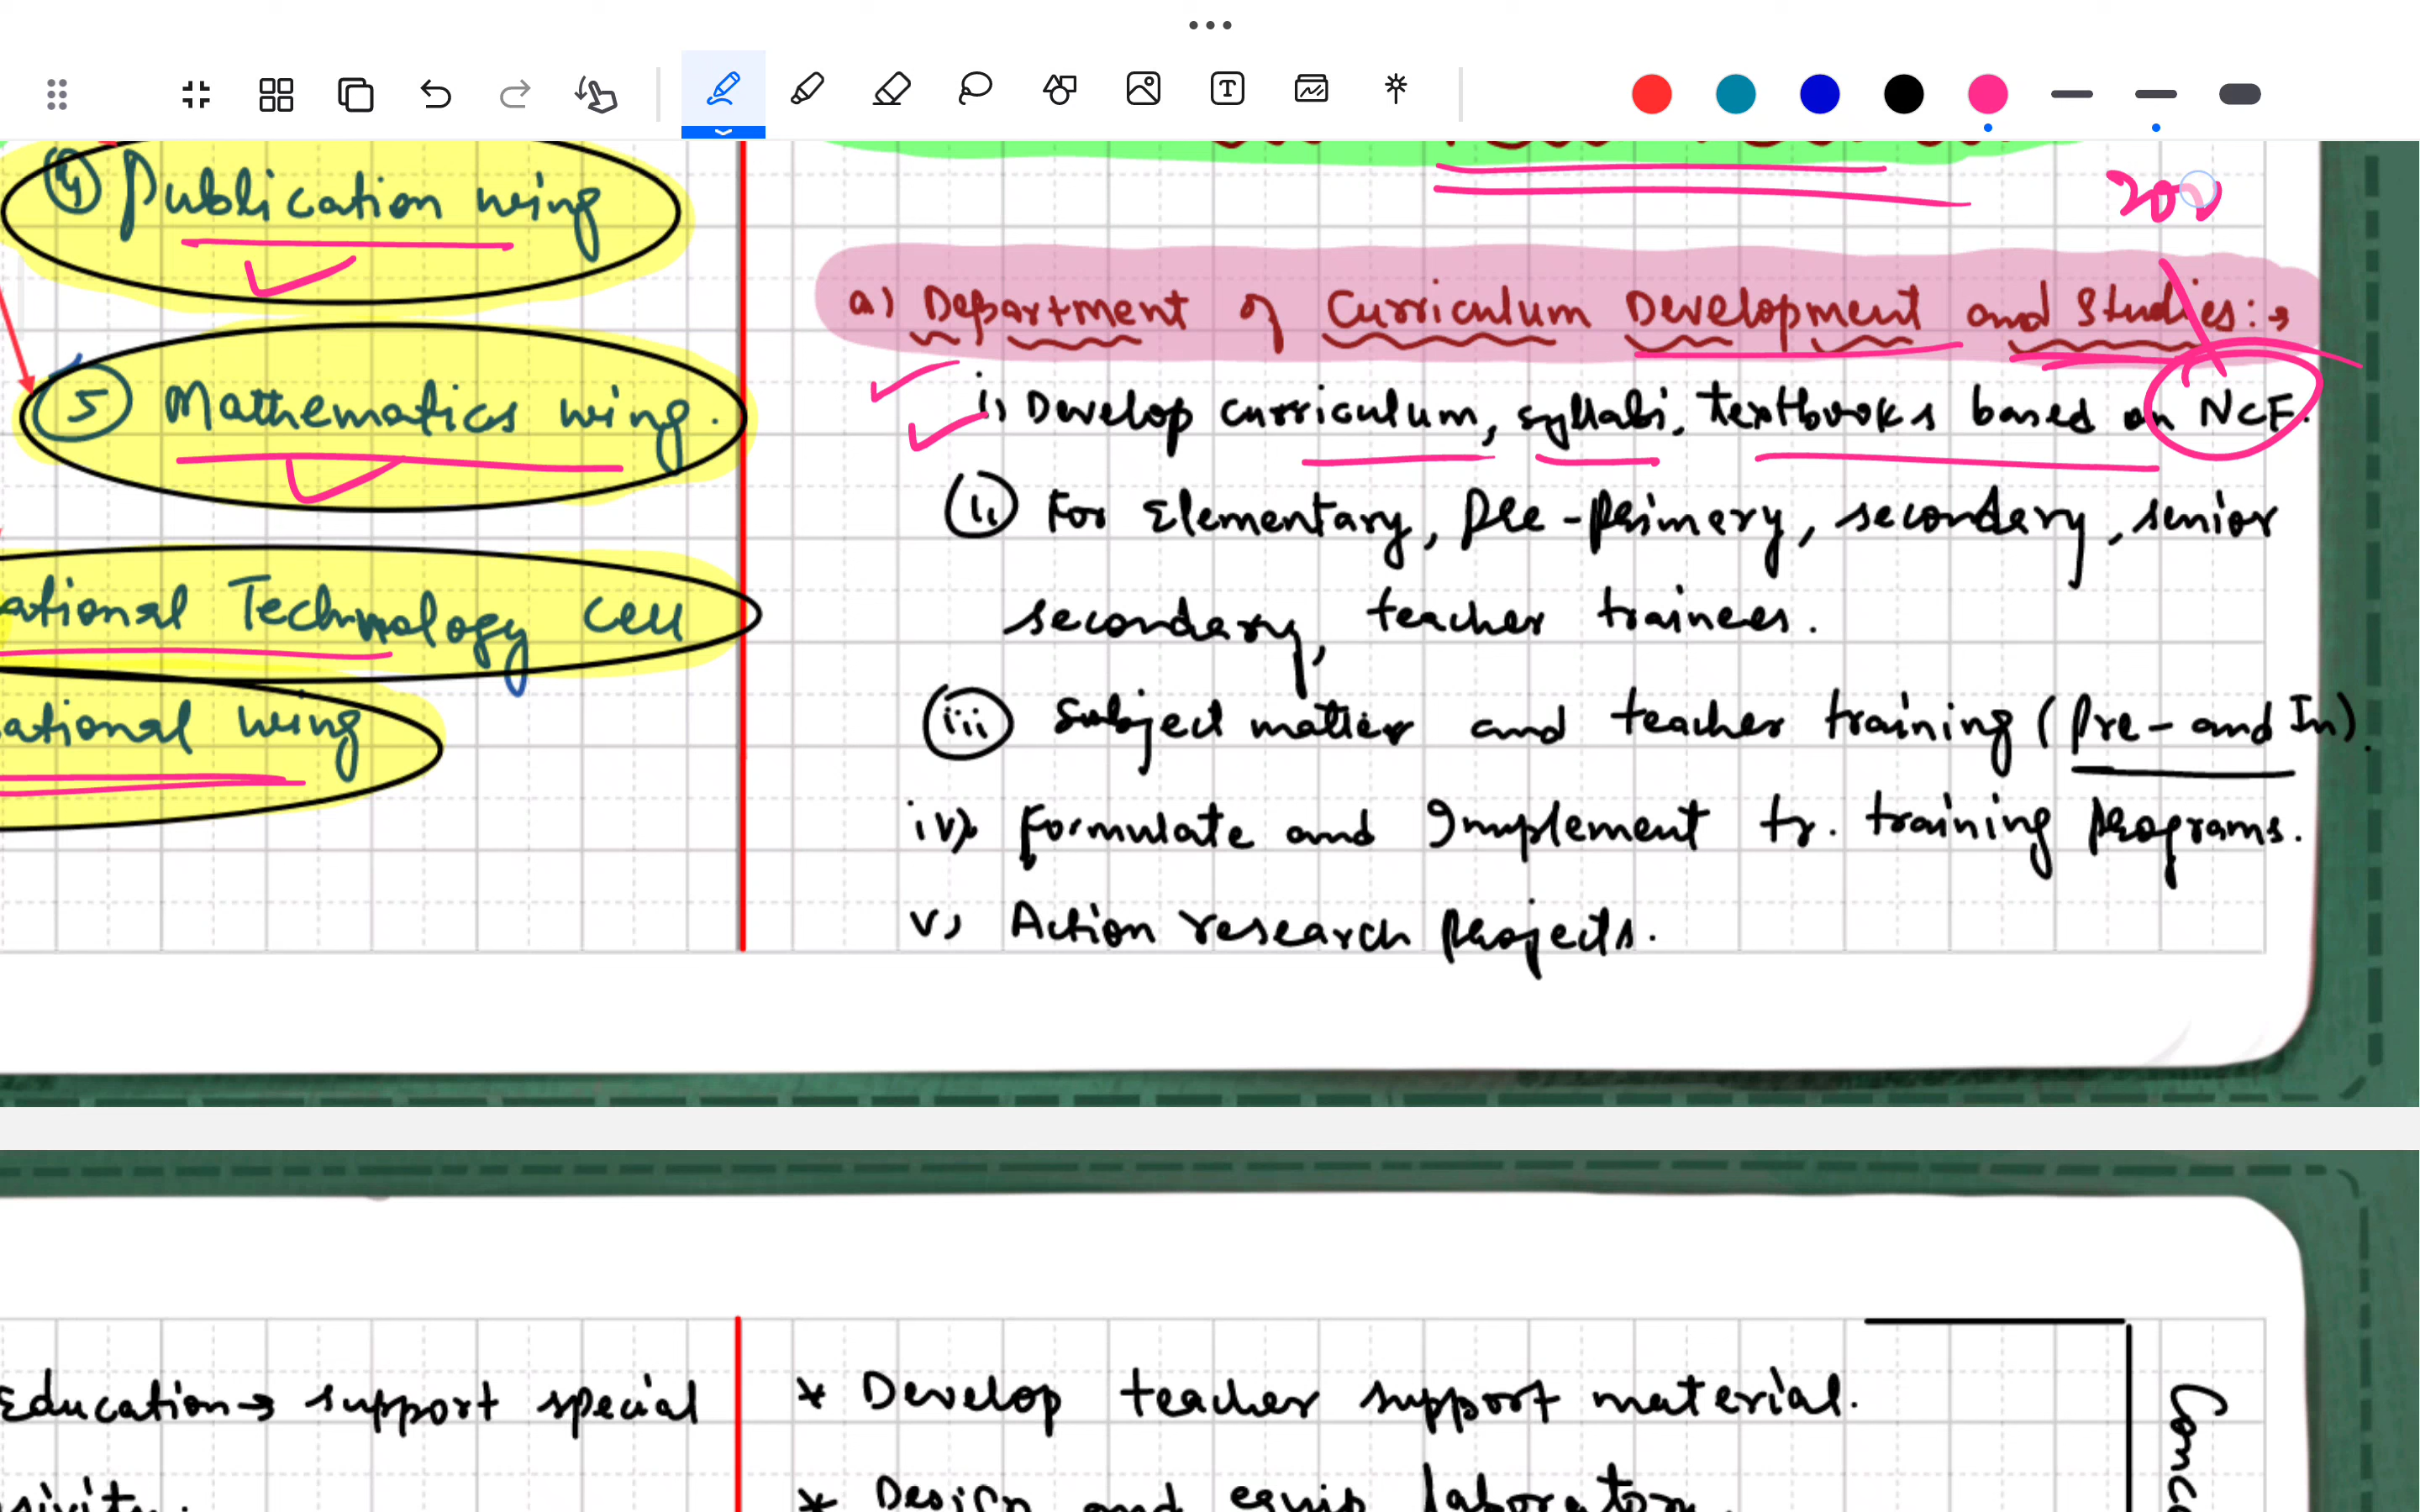 ④ Publication wing
⑤ Mathematics wing.
ational Technology Cell
ational wing
200
a) Department of Curriculum Development and Studies:→
i) Develop curriculum, syllabi, textbooks based on NCF.
(ii) For Elementary, Pre-primery, secondary, senior
secondary, teacher trainees.
(iii) Subject matter and teacher training (Pre- and In).
iv) Formulate and Implement tr. training programs.
v) Action research projects.
Education→ support special
* Develop teacher support material.
* Design and equip laboratory